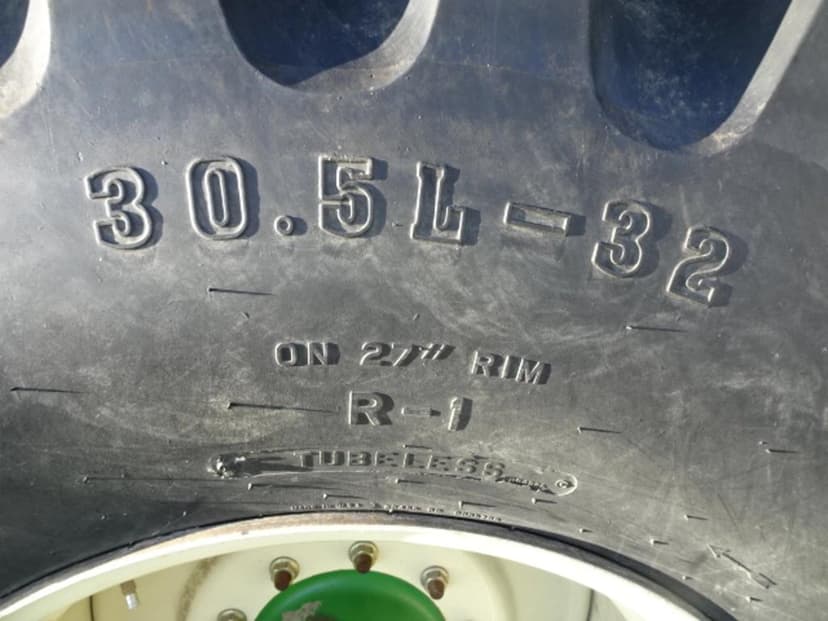 30.5L-32
ON 27" RIM
R-1
TUBELESS